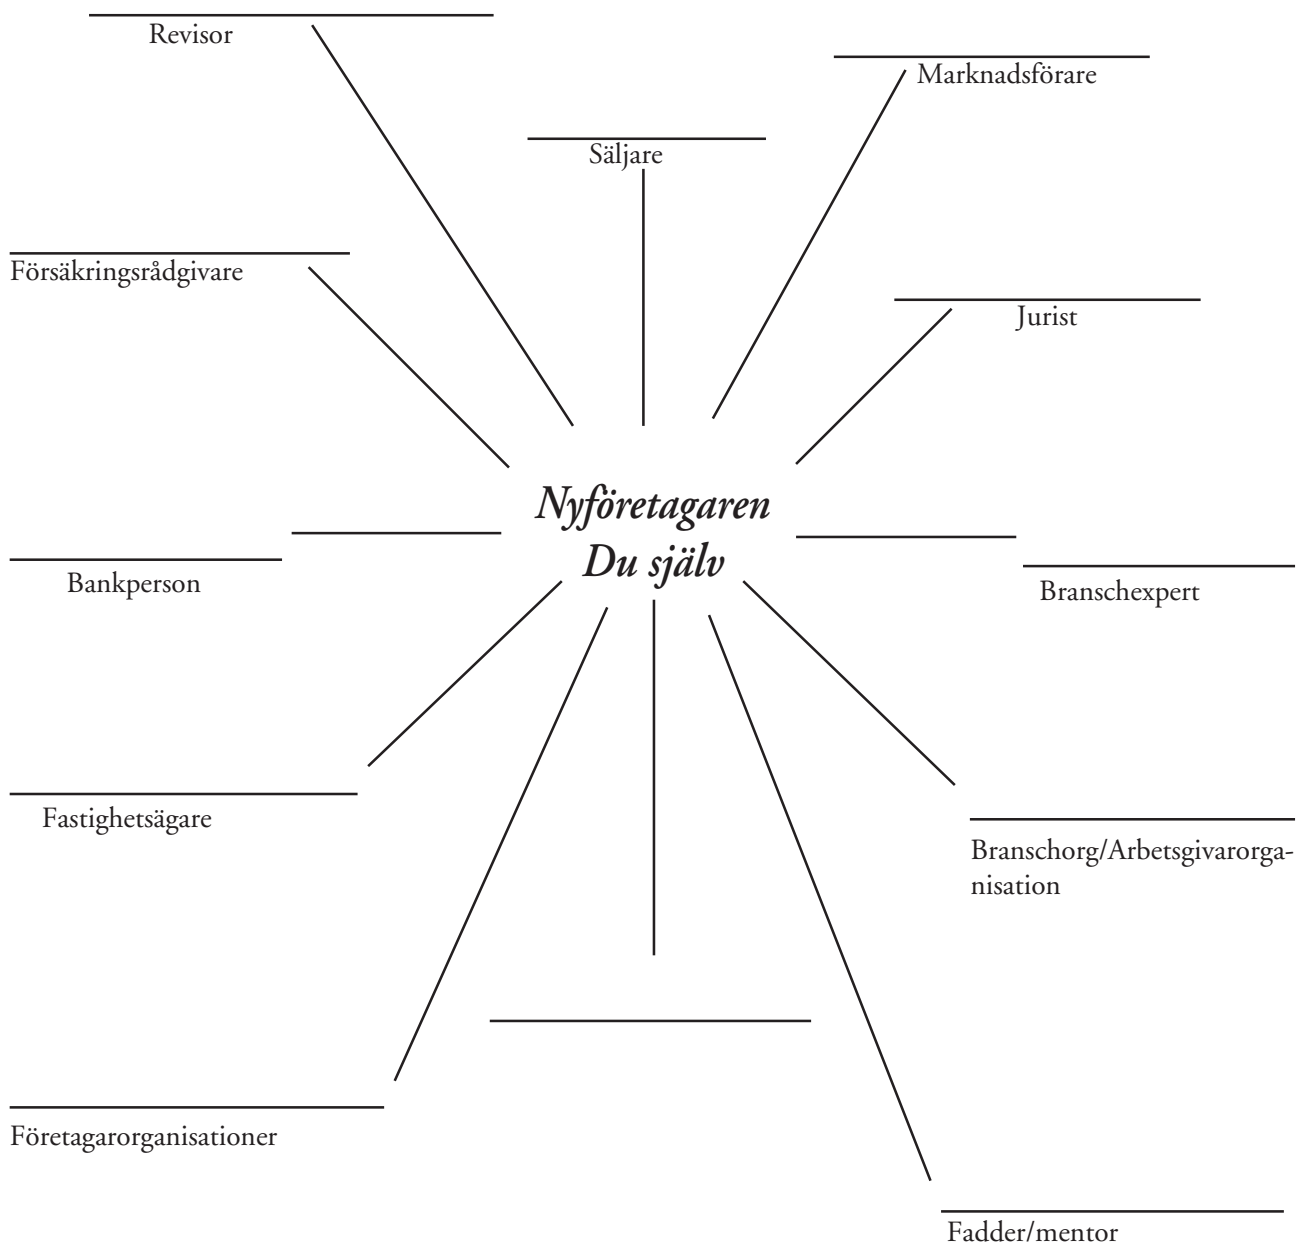 Revisor
Marknadsförare
Säljare
Försäkringsrådgivare
Jurist
Nyföretagaren
Du själv
Bankperson
Branschexpert
Fastighetsägare
Branschorg/Arbetsgivarorga-
nisation
Företagarorganisationer
Fadder/mentor